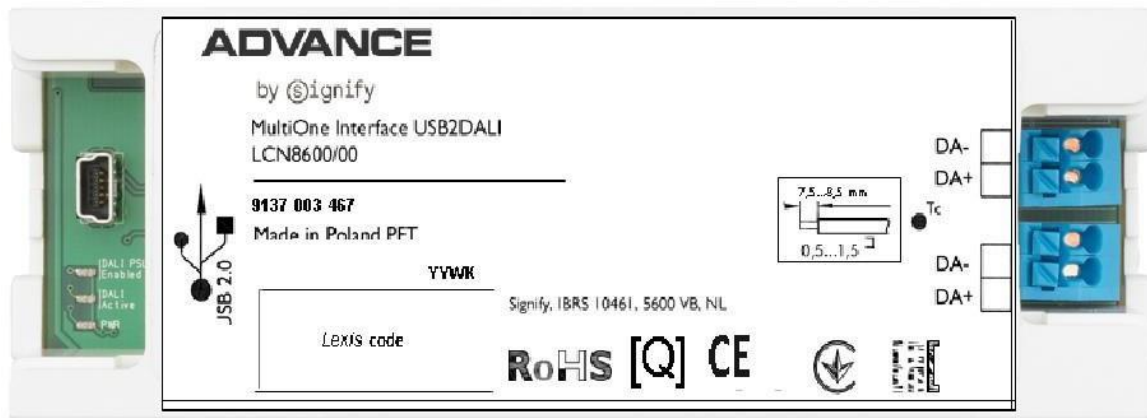 ADVANCE
by Signify
MultiOne Interface USB2DALI
LCN8600/00
9137 003 467
Made in Poland PFT
YYWK
JSB 2.0
Lexis code
Signify, IBRS 10461, 5600 VB, NL
RoHS [Q] CE
7,5...8,5 mm
0,5...1,5
Tc
DA-
DA+
DA-
DA+
DALI PSU
Enabled
DALI
Active
PWR